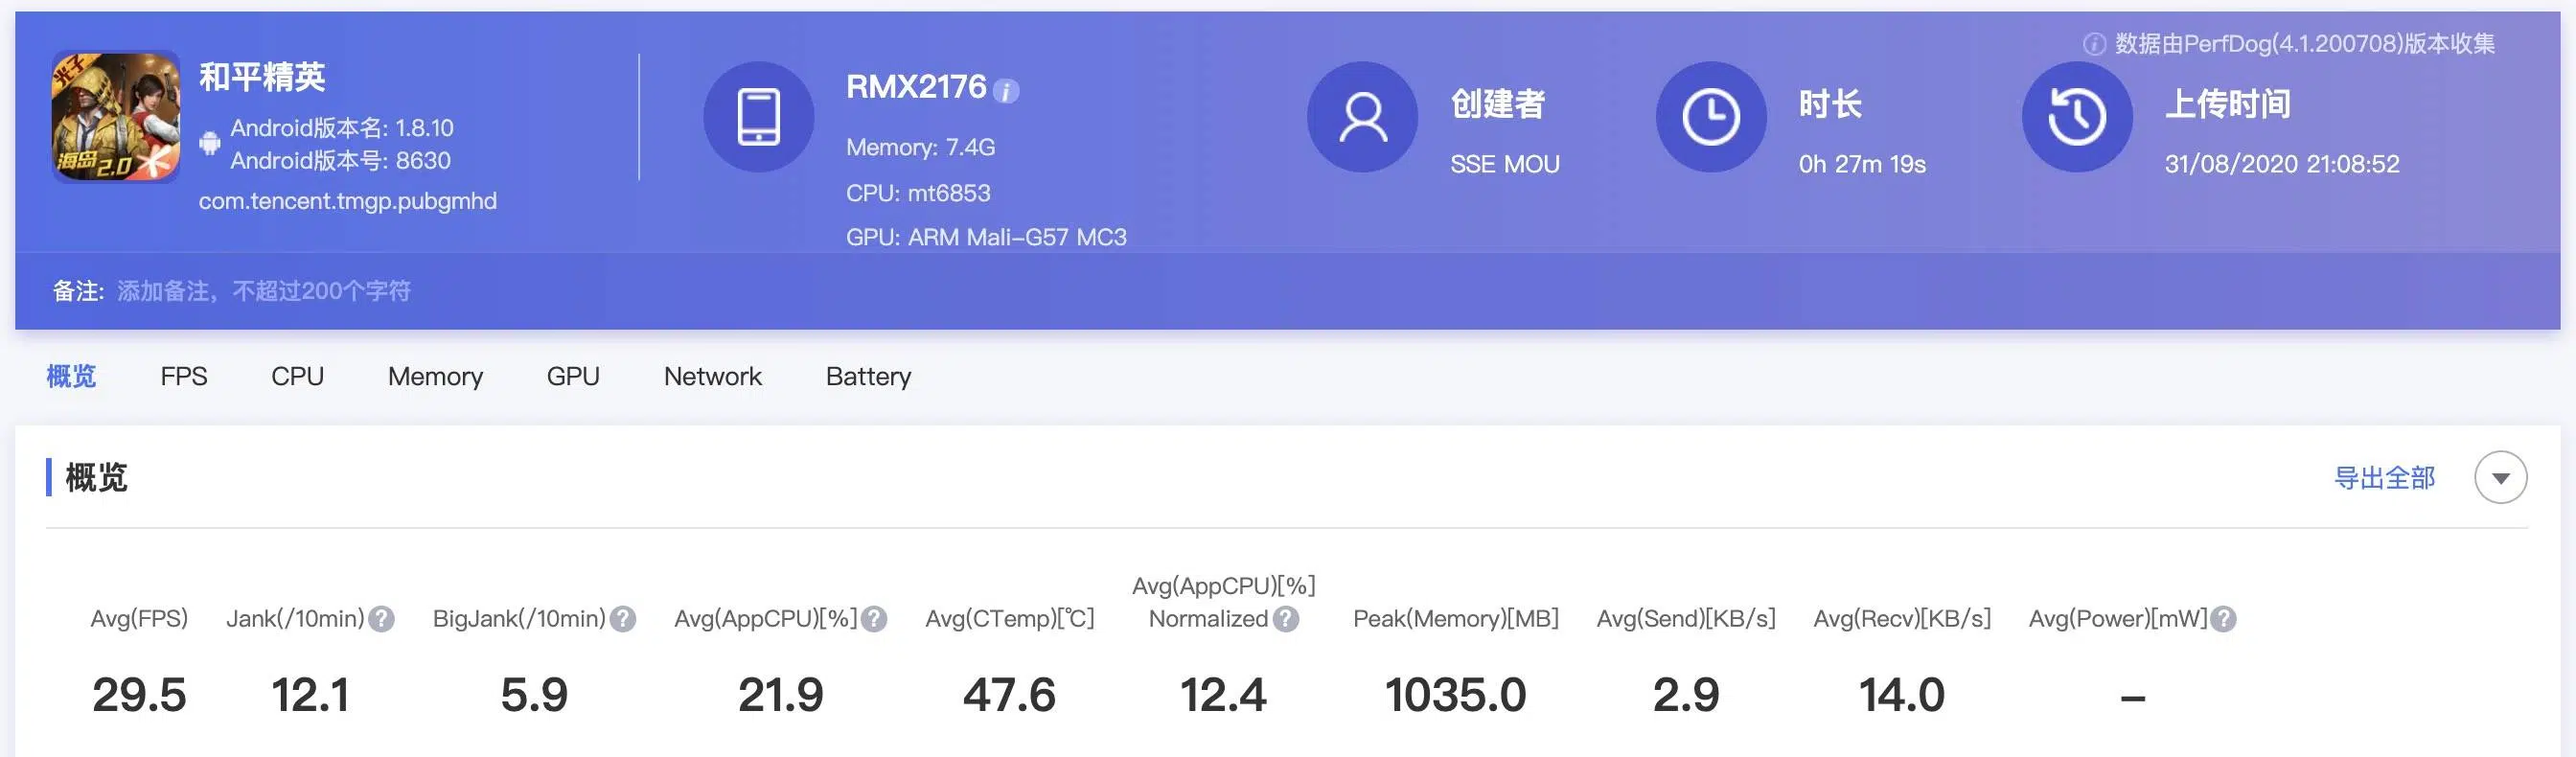 数据由PerfDog(4.1.200708)版本收集
光子
海岛2.0
和平精英
Android版本名: 1.8.10
Android版本号: 8630
com.tencent.tmgp.pubgmhd
RMX2176
Memory: 7.4G
CPU: mt6853
GPU: ARM Mali-G57 MC3
创建者
SSE MOU
时长
0h 27m 19s
上传时间
31/08/2020 21:08:52
备注: 添加备注，不超过200个字符
概览 FPS CPU Memory GPU Network Battery
概览
导出全部
Avg(FPS) Jank(/10min) BigJank(/10min) Avg(AppCPU)[%] Avg(CTemp)[℃] Avg(AppCPU)[%] Normalized Peak(Memory)[MB] Avg(Send)[KB/s] Avg(Recv)[KB/s] Avg(Power)[mW]
29.5 12.1 5.9 21.9 47.6 12.4 1035.0 2.9 14.0 –